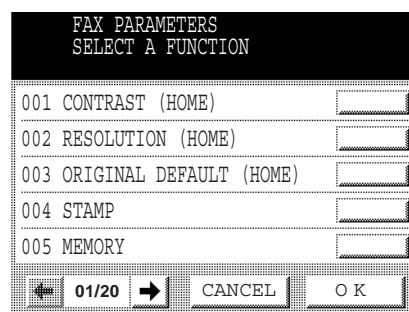 FAX PARAMETERS
SELECT A FUNCTION
001 CONTRAST (HOME)
002 RESOLUTION (HOME)
003 ORIGINAL DEFAULT (HOME)
004 STAMP
005 MEMORY
01/20 CANCEL O K